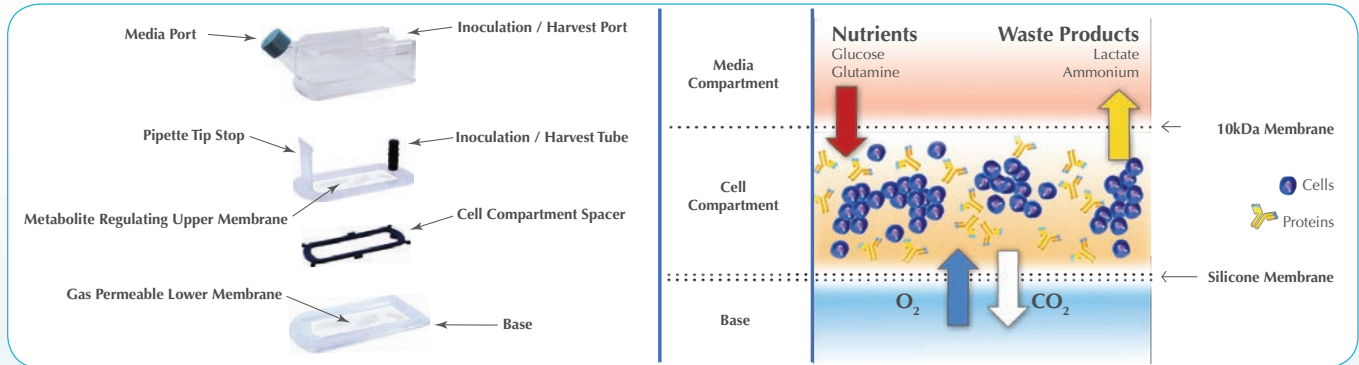 Media Port
Inoculation / Harvest Port
Pipette Tip Stop
Inoculation / Harvest Tube
Metabolite Regulating Upper Membrane
Cell Compartment Spacer
Gas Permeable Lower Membrane
Base
Media
Compartment
Cell
Compartment
Base
Nutrients
Glucose
Glutamine
Waste Products
Lactate
Ammonium
O₂
CO₂
10kDa Membrane
Cells
Proteins
Silicone Membrane